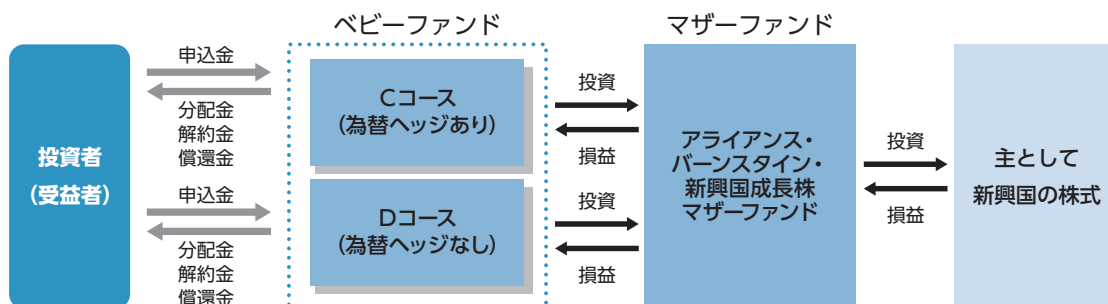 ベビーファンド
マザーファンド
投資者
(受益者)
申込金
分配金
解約金
償還金
申込金
分配金
解約金
償還金
Cコース
(為替ヘッジあり)
Dコース
(為替ヘッジなし)
投資
損益
投資
損益
アライアンス・
バーンスタイン・
新興国成長株
マザーファンド
投資
損益
主として
新興国の株式